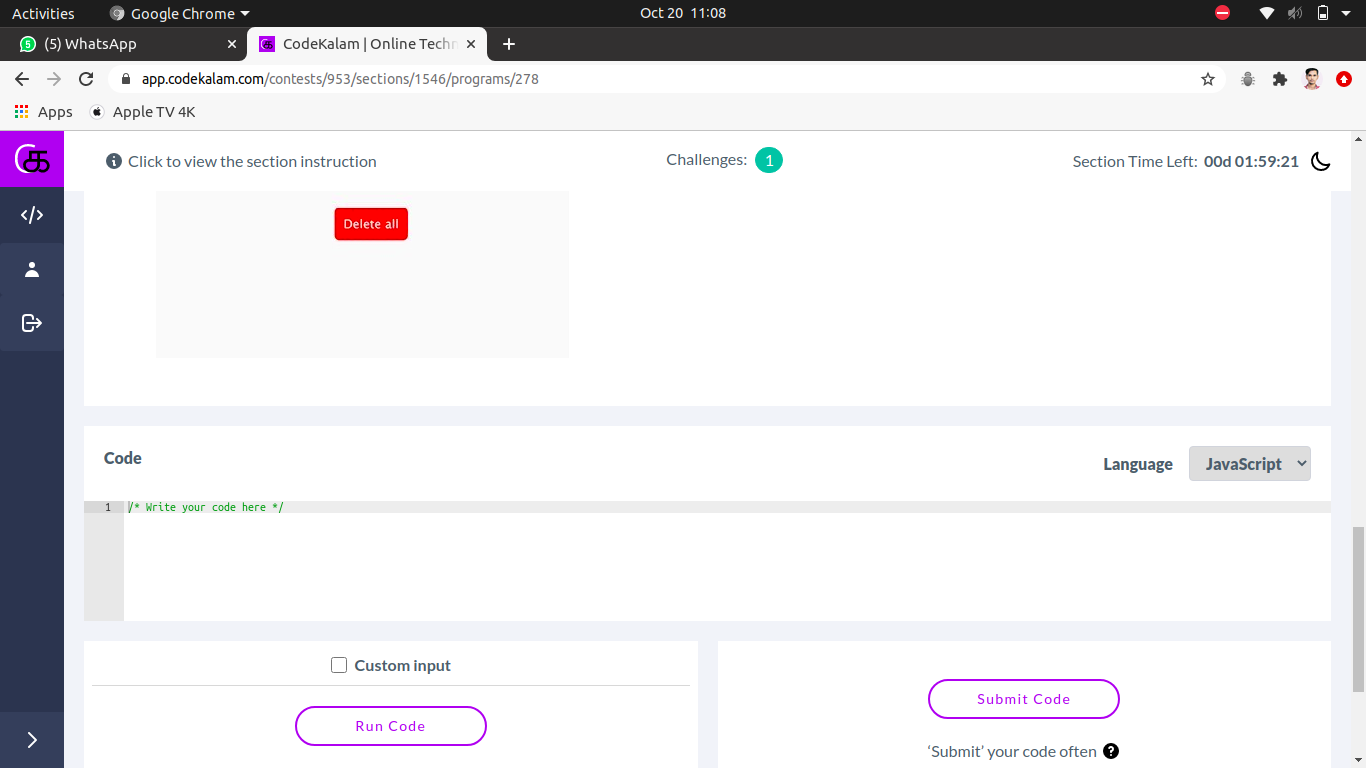 Activities Google Chrome Oct 20 11:08
5 (5) WhatsApp CodeKalam | Online Techn
app.codekalam.com/contests/953/sections/1546/programs/278
Apps Apple TV 4K
Click to view the section instruction Challenges: 1 Section Time Left: 00d 01:59:21
Delete all
Code
Language JavaScript
1 /* Write your code here */
Custom input
Submit Code
Run Code
‘Submit’ your code often ?